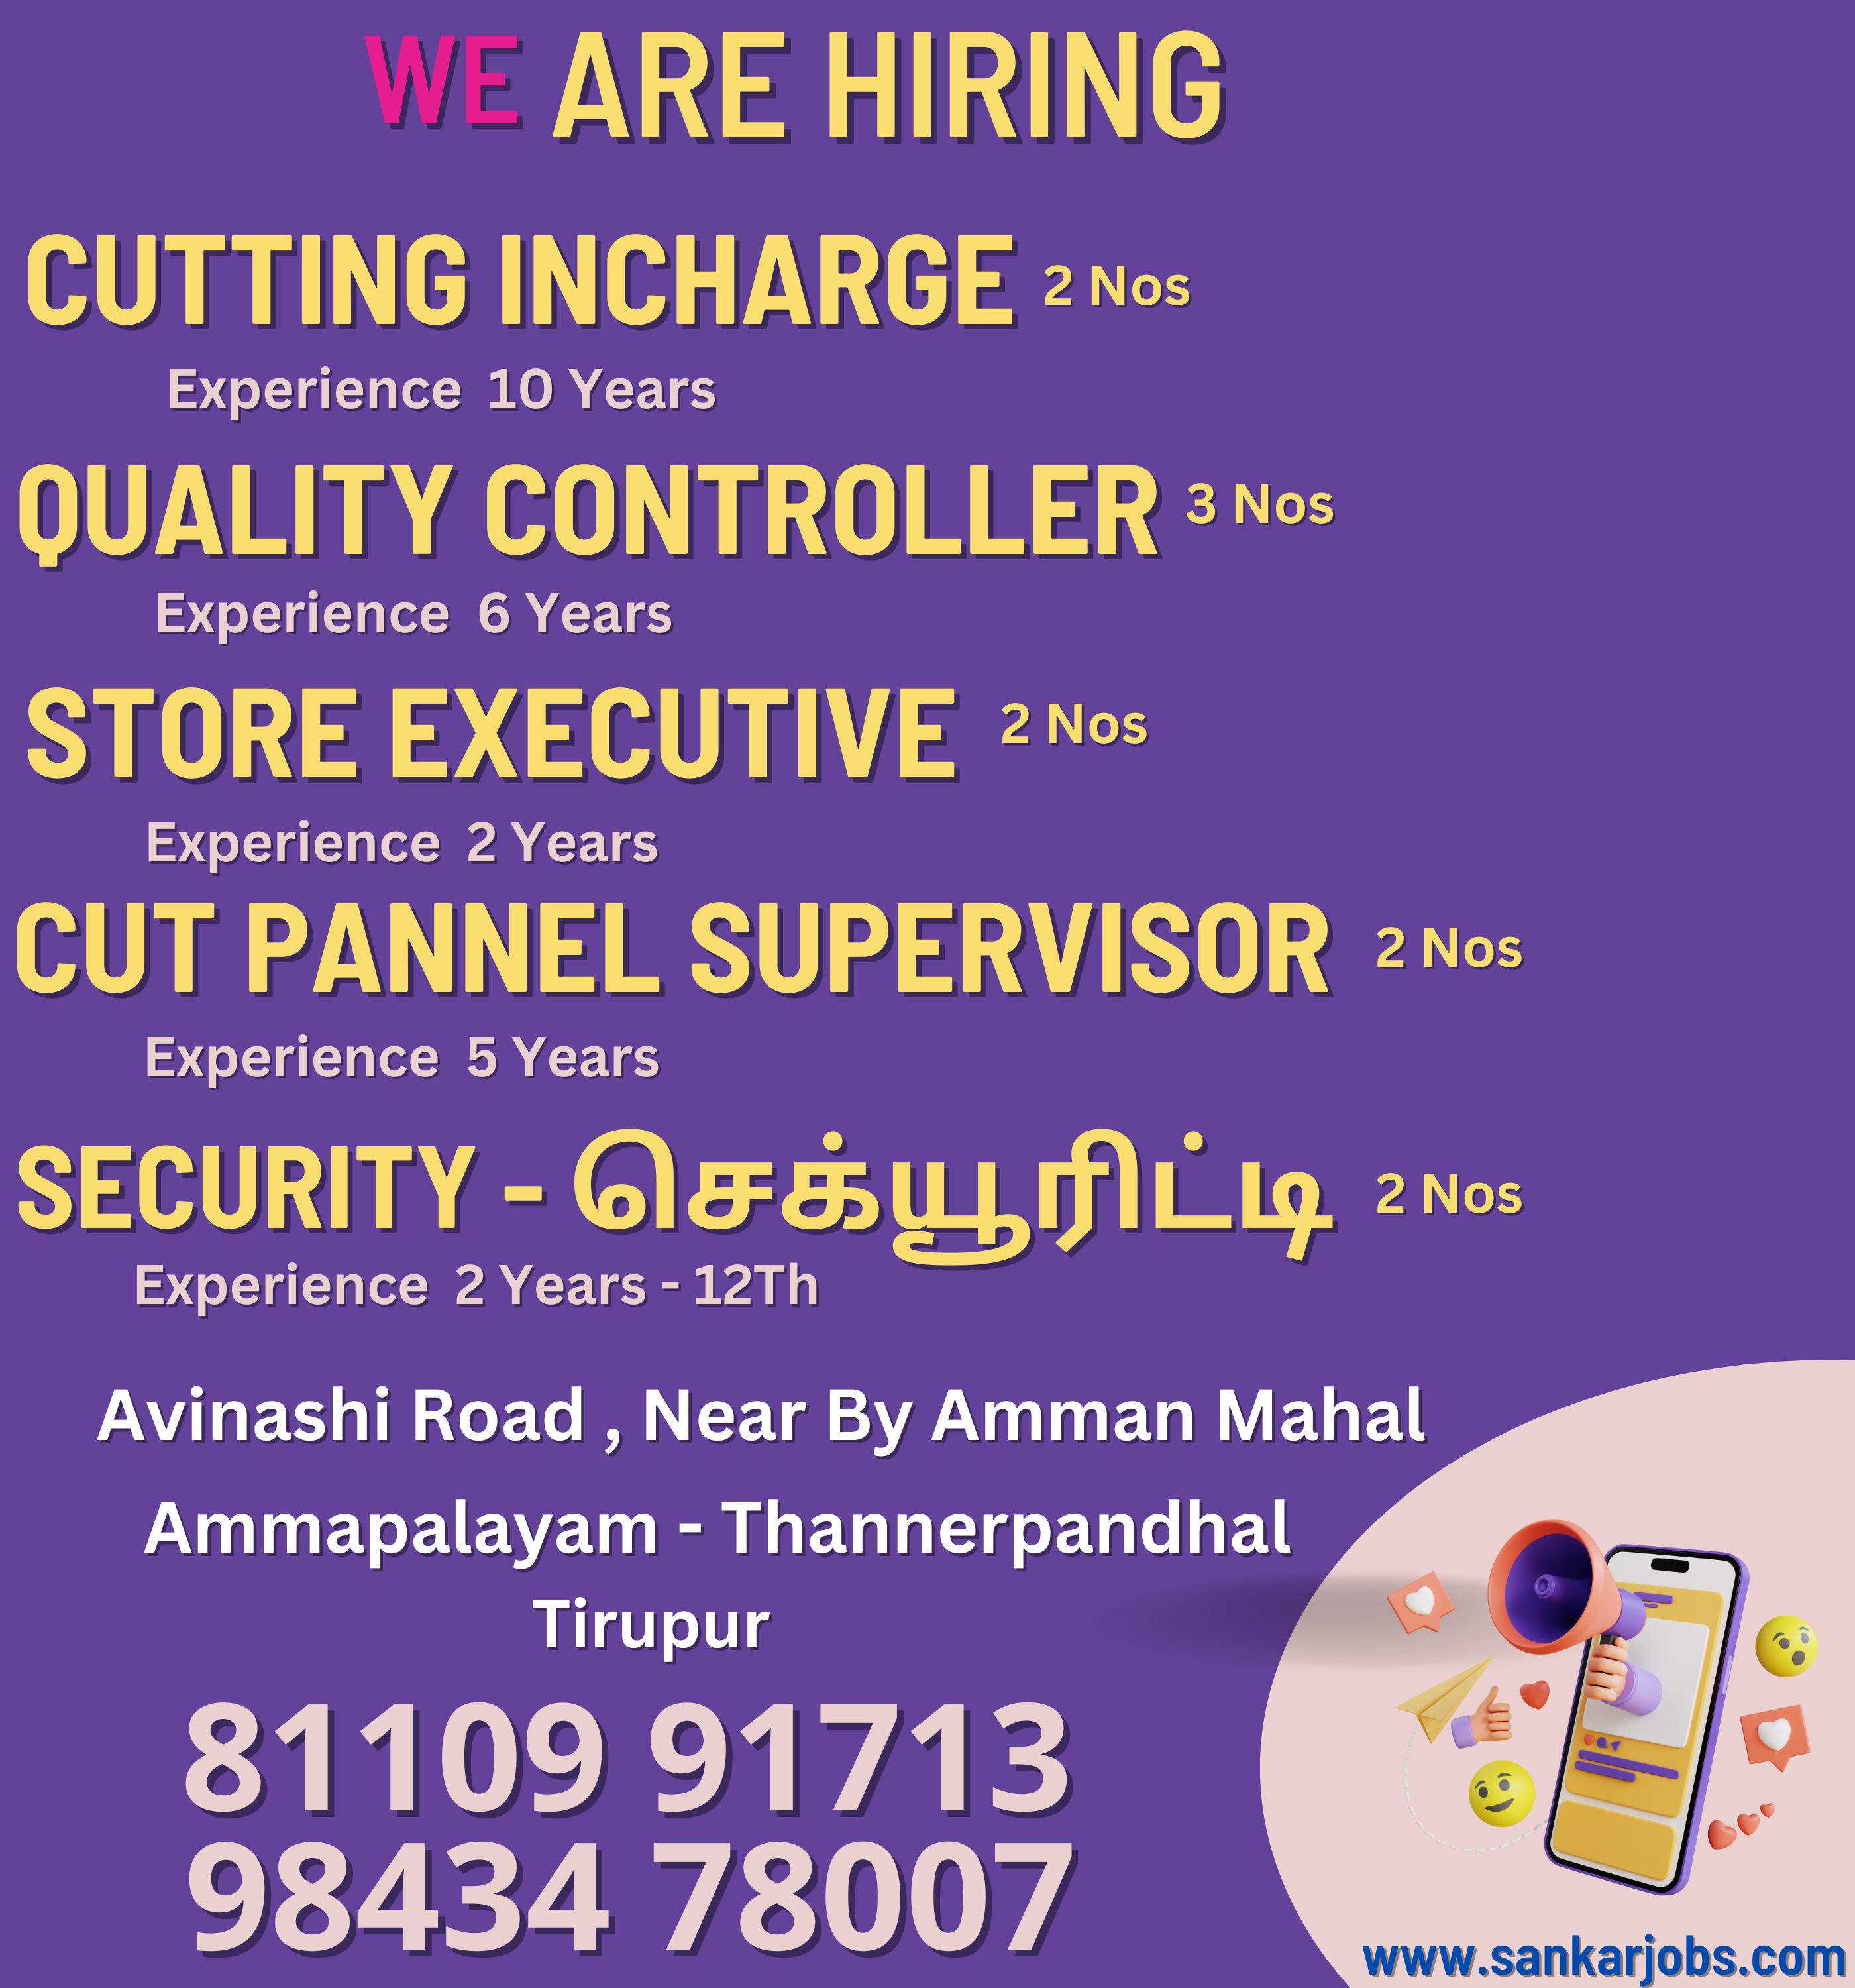 WE ARE HIRING
CUTTING INCHARGE 2 Nos
Experience 10 Years
QUALITY CONTROLLER 3 Nos
Experience 6 Years
STORE EXECUTIVE 2 Nos
Experience 2 Years
CUT PANNEL SUPERVISOR 2 Nos
Experience 5 Years
SECURITY - செக்யூரிட்டி 2 Nos
Experience 2 Years - 12Th
Avinashi Road , Near By Amman Mahal
Ammapalayam - Thannerpandhal
Tirupur
81109 91713
98434 78007
www.sankarjobs.com